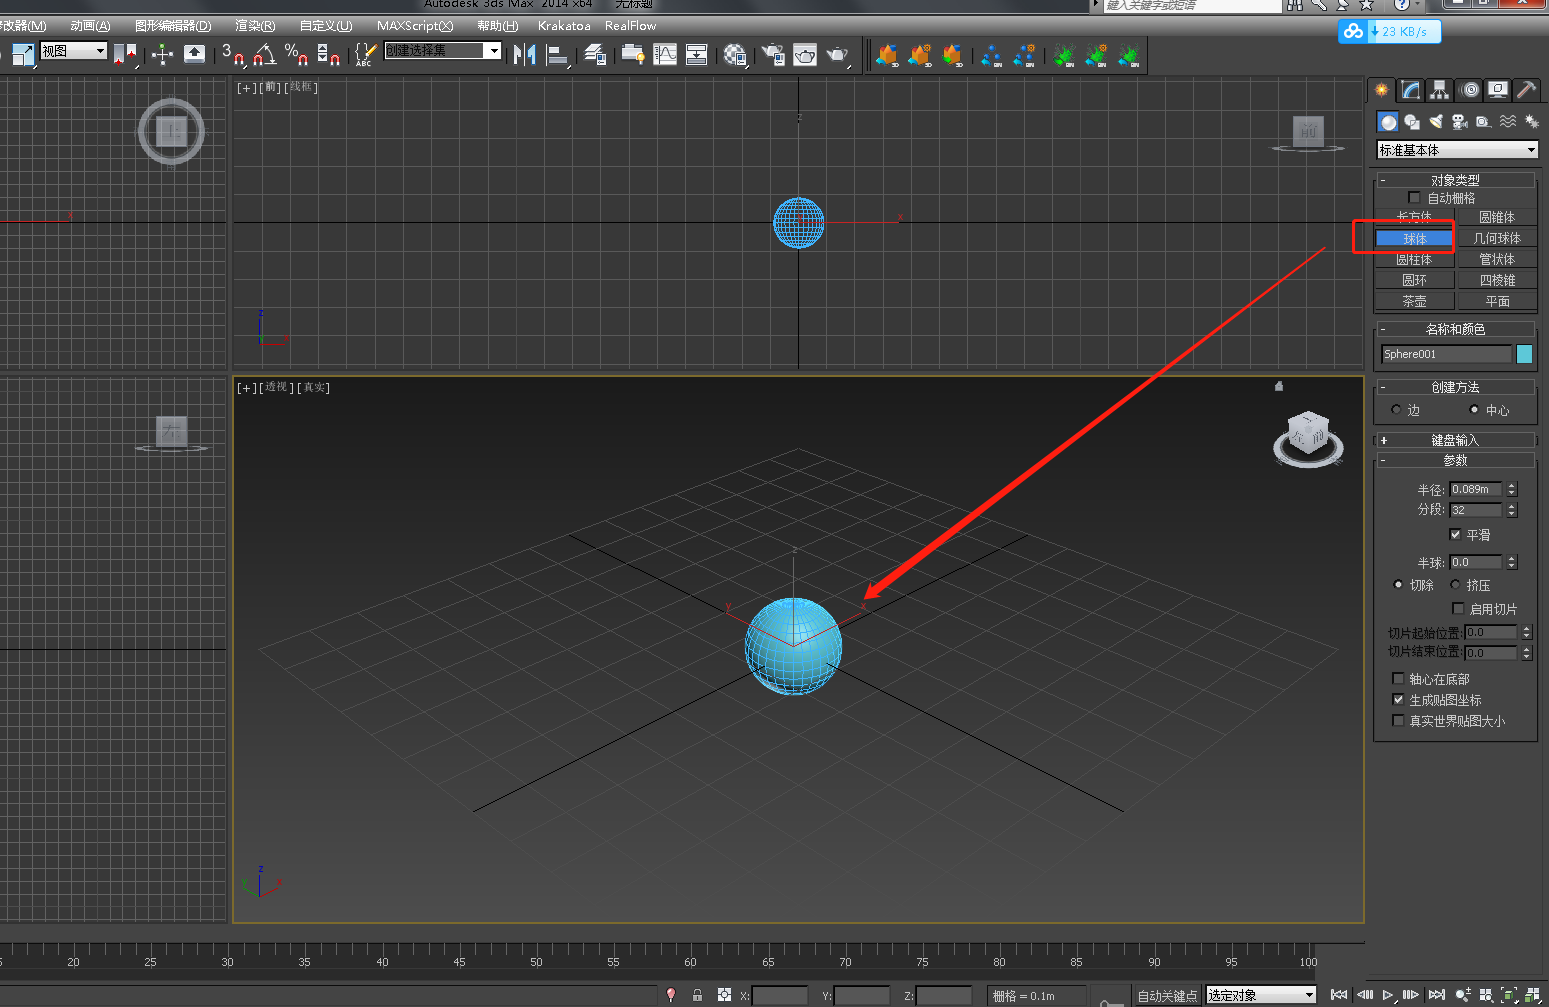 Autodesk 3ds Max 2014 x64 无标题
键入关键字或短语
修改器(M) 动画(A) 图形编辑器(D) 渲染(R) 自定义(U) MAXScript(X) 帮助(H) Krakatoa RealFlow
23 KB/s
视图
3
%
ABC
创建选择集
[+][前][线框]
上
z
前
x
x
z
y
x
[+][透视][真实]
左
左 前
z
y
x
z
y
x
标准基本体
- 对象类型
自动栅格
长方体 圆锥体
球体 几何球体
圆柱体 管状体
圆环 四棱锥
茶壶 平面
- 名称和颜色
Sphere001
- 创建方法
边 中心
+ 键盘输入
- 参数
半径: 0.089m
分段: 32
平滑
半球: 0.0
切除 挤压
启用切片
切片起始位置: 0.0
切片结束位置: 0.0
轴心在底部
生成贴图坐标
真实世界贴图大小
20 25 30 35 40 45 50 55 60 65 70 75 80 85 90 95 100
X: Y: Z: 栅格 = 0.1m 自动关键点 选定对象